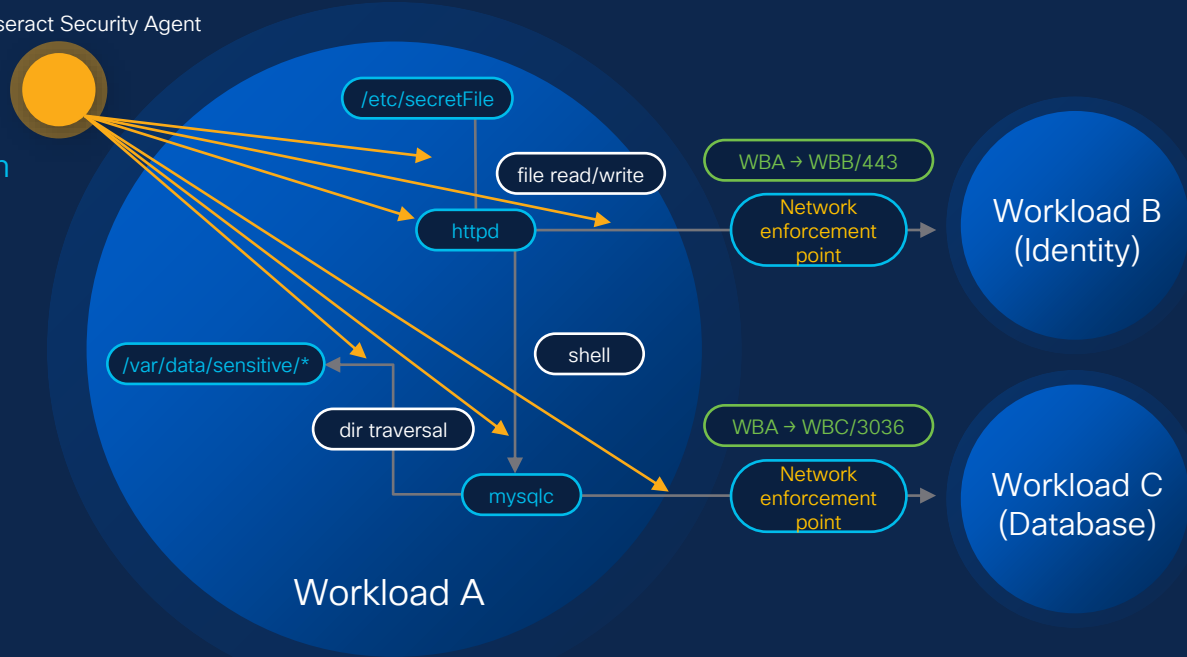 seract Security Agent
/etc/secretFile
n
file read/write
WBA → WBB/443
httpd
Network
enforcement
point
Workload B
(Identity)
shell
/var/data/sensitive/*
dir traversal
WBA → WBC/3036
mysqlc
Network
enforcement
point
Workload C
(Database)
Workload A